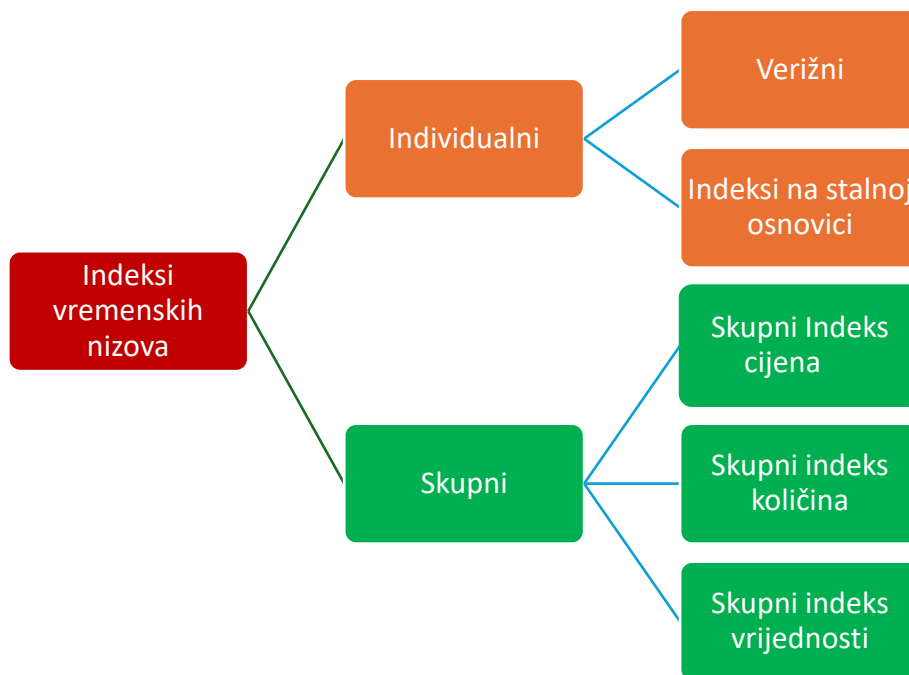 Verižni
Individualni
Indeksi na stalnoj
osnovici
Indeksi
vremenskih
nizova
Skupni Indeks
cijena
Skupni
Skupni indeks
količina
Skupni indeks
vrijednosti